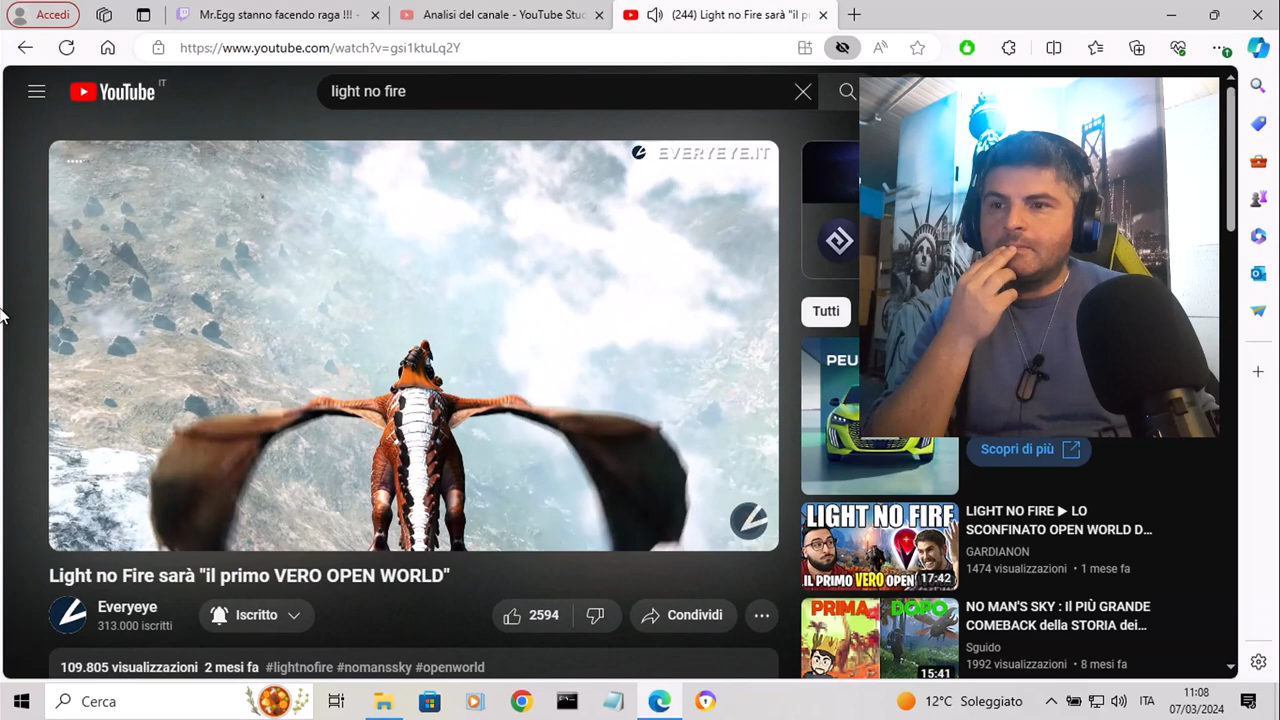 Accedi
Mr.Egg stanno facendo raga !!! -
Analisi del canale - YouTube Stu
(244) Light no Fire sarà "il p
https://www.youtube.com/watch?v=gsi1ktuLq2Y
YouTube IT
light no fire
EVERYEYE.IT
Tutti
PEU
Scopri di più
LIGHT NO FIRE
IL PRIMO VERO OPEN
17:42
LIGHT NO FIRE ▶ LO
SCONFINATO OPEN WORLD D...
GARDIANON
1474 visualizzazioni • 1 mese fa
Light no Fire sarà "il primo VERO OPEN WORLD"
Everyeye
313.000 iscritti
Iscritto
2594
Condividi
PRIMA
DOPO
15:41
NO MAN'S SKY : Il PIÙ GRANDE
COMEBACK della STORIA dei...
Sguido
1992 visualizzazioni • 8 mesi fa
109.805 visualizzazioni 2 mesi fa #lightnofire #nomanssky #openworld
Cerca
12°C Soleggiato
ITA
11:08
07/03/2024